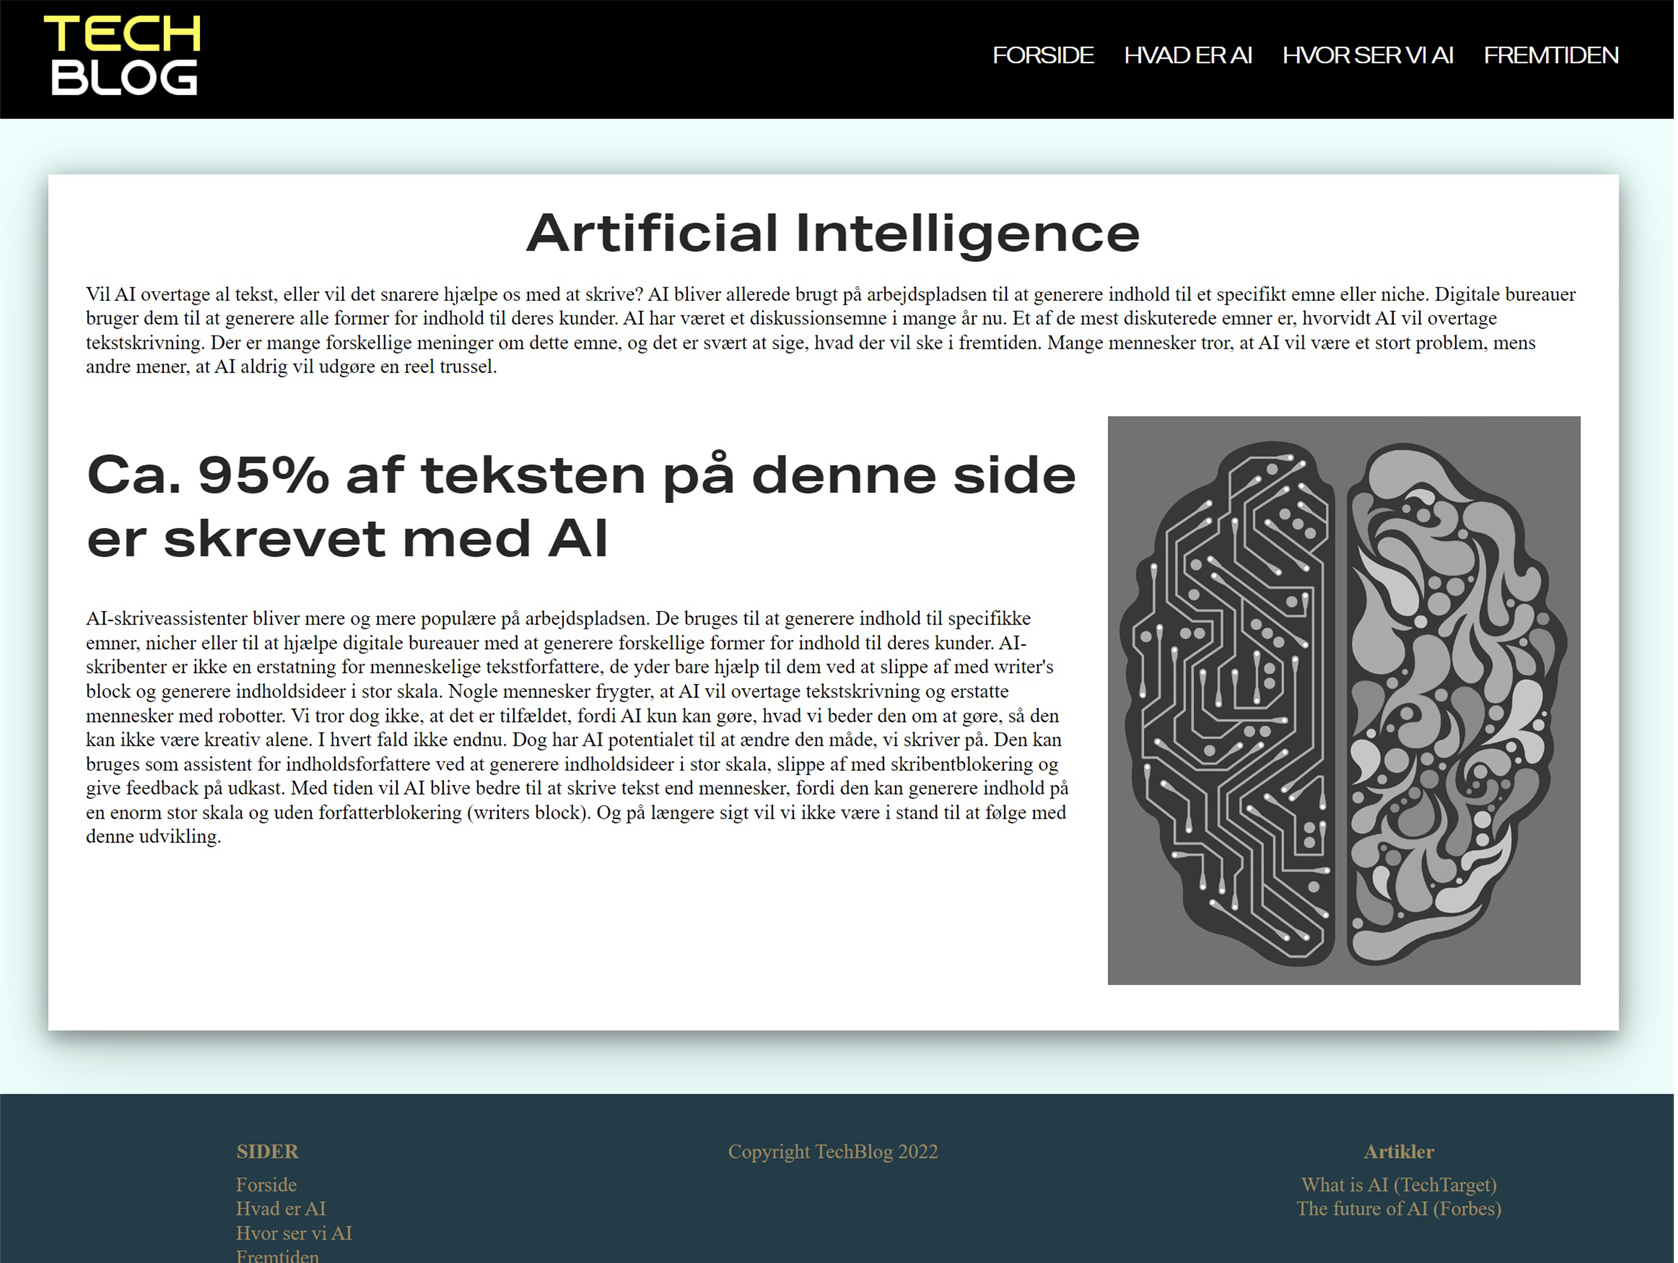 TECH
BLOG
FORSIDE HVAD ER AI HVOR SER VI AI FREMTIDEN
Artificial Intelligence
Vil AI overtage al tekst, eller vil det snarere hjælpe os med at skrive? AI bliver allerede brugt på arbejdspladsen til at generere indhold til et specifikt emne eller niche. Digitale bureauer
bruger dem til at generere alle former for indhold til deres kunder. AI har været et diskussionsemne i mange år nu. Et af de mest diskuterede emner er, hvorvidt AI vil overtage
tekstskrivning. Der er mange forskellige meninger om dette emne, og det er svært at sige, hvad der vil ske i fremtiden. Mange mennesker tror, at AI vil være et stort problem, mens
andre mener, at AI aldrig vil udgøre en reel trussel.
Ca. 95% af teksten på denne side
er skrevet med AI
AI-skriveassistenter bliver mere og mere populære på arbejdspladsen. De bruges til at generere indhold til specifikke
emner, nicher eller til at hjælpe digitale bureauer med at generere forskellige former for indhold til deres kunder. AI-
skribenter er ikke en erstatning for menneskelige tekstforfattere, de yder bare hjælp til dem ved at slippe af med writer's
block og generere indholdsideer i stor skala. Nogle mennesker frygter, at AI vil overtage tekstskrivning og erstatte
mennesker med robotter. Vi tror dog ikke, at det er tilfældet, fordi AI kun kan gøre, hvad vi beder den om at gøre, så den
kan ikke være kreativ alene. I hvert fald ikke endnu. Dog har AI potentialet til at ændre den måde, vi skriver på. Den kan
bruges som assistent for indholdsforfattere ved at generere indholdsideer i stor skala, slippe af med skribentblokering og
give feedback på udkast. Med tiden vil AI blive bedre til at skrive tekst end mennesker, fordi den kan generere indhold på
en enorm stor skala og uden forfatterblokering (writers block). Og på længere sigt vil vi ikke være i stand til at følge med
denne udvikling.
SIDER
Forside
Hvad er AI
Hvor ser vi AI
Fremtiden
Copyright TechBlog 2022
Artikler
What is AI (TechTarget)
The future of AI (Forbes)